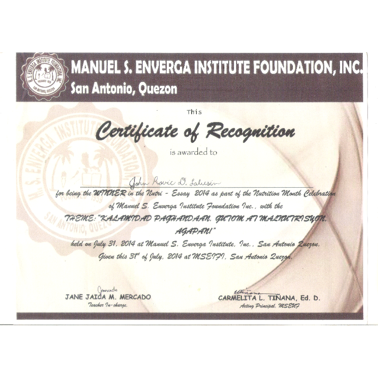 MANUEL S. ENVERGA INSTITUTE FOUNDATION, INC.
San Antonio, Quezon
This
Certificate of Recognition
is awarded to
John
for being the WINNER in the Nutri - Essay 2014 as part of the Nutrition Month Celebration
of Manuel S. Enverga Institute Foundation Inc., with the
THEME: "KALAMIDAD PAGHANDAAN, GUTOM AT MALNUTRISYON,
AGAPAN!"
held on July 31, 2014 at Manuel S. Enverga Institute, Inc., San Antonio Quezon.
Given this 31st of July, 2014 at MSEIFI, San Antonio Quezon.
JANE JAIDA M. MERCADO
Teacher In-charge,
CARMELITA L. TIÑANA, Ed. D.
Acting Principal,